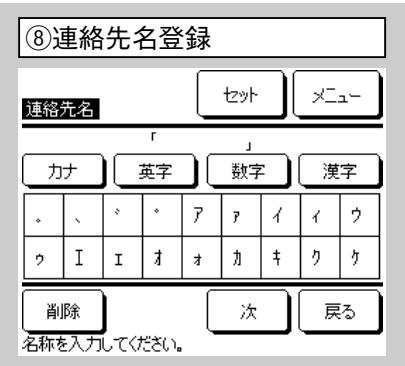 ⑧連絡先名登録
セット メニュー
連絡先名
「 」
カナ 英字 数字 漢字
。 、 ゛ ゜ ア ァ イ ィ ウ
ゥ エ ェ オ ォ カ キ ク ケ
削除 次 戻る
名称を入力してください。